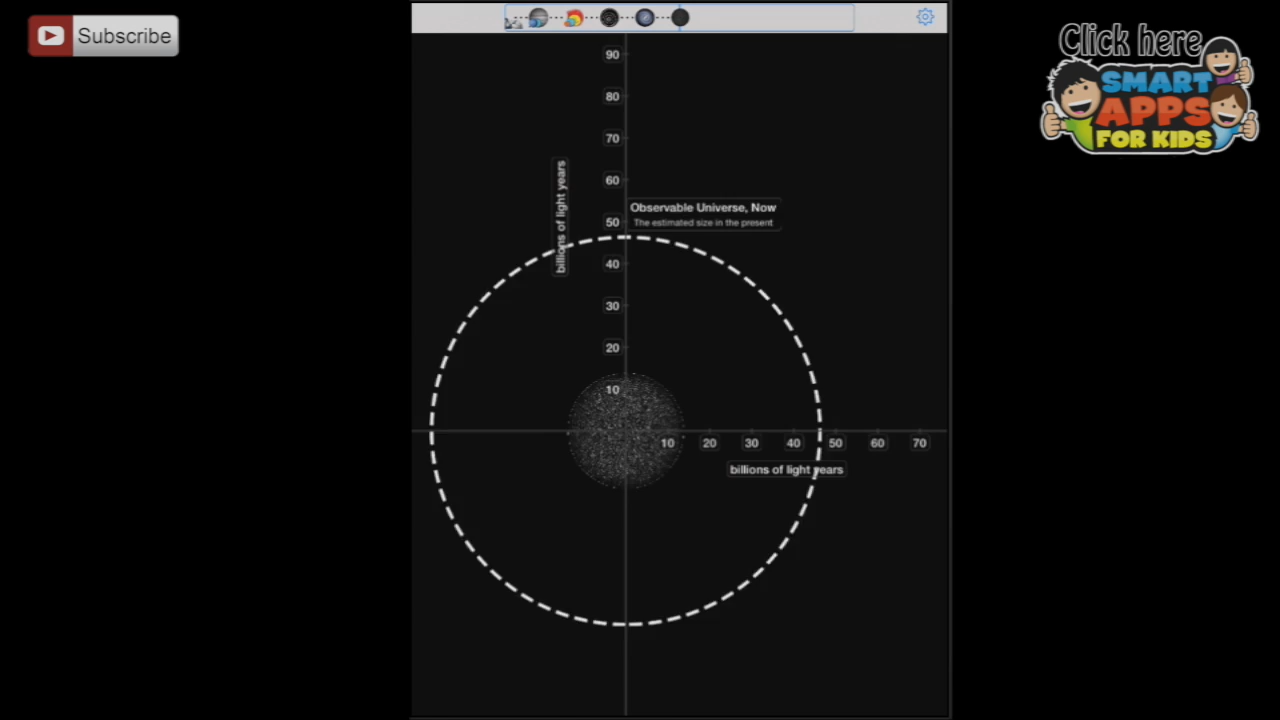 Subscribe
Click here
SMART
APPS
FOR KIDS
90
80
70
60
50
40
30
20
10
billions of light years
Observable Universe, Now
The estimated size in the present
10 20 30 40 50 60 70
billions of light years